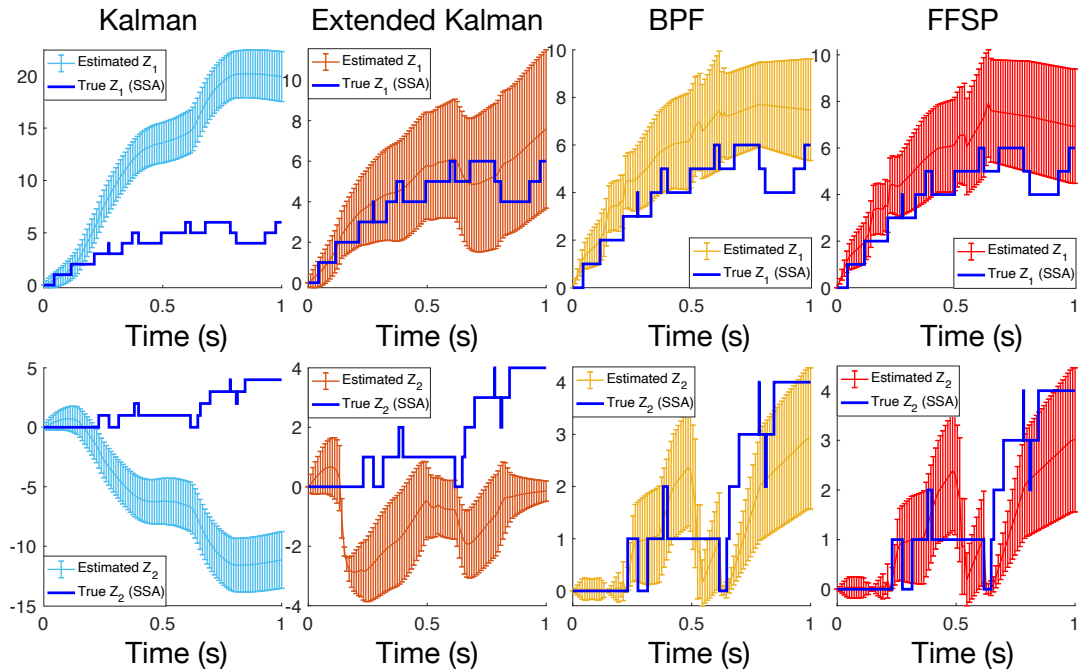 Kalman
Extended Kalman
BPF
FFSP
Estimated Z1
True Z1 (SSA)
20
15
10
5
0
0
0.5
1
Time (s)
Estimated Z1
True Z1 (SSA)
10
8
6
4
2
0
0
0.5
1
Time (s)
10
8
6
4
2
0
Estimated Z1
True Z1 (SSA)
0
0.5
1
Time (s)
10
8
6
4
2
0
Estimated Z1
True Z1 (SSA)
0
0.5
1
Time (s)
5
0
-5
-10
-15
Estimated Z2
True Z2 (SSA)
0
0.5
1
Time (s)
Estimated Z2
True Z2 (SSA)
4
2
0
-2
-4
0
0.5
1
Time (s)
Estimated Z2
True Z2 (SSA)
4
3
2
1
0
0
0.5
1
Time (s)
Estimated Z2
True Z2 (SSA)
4
3
2
1
0
0
0.5
1
Time (s)